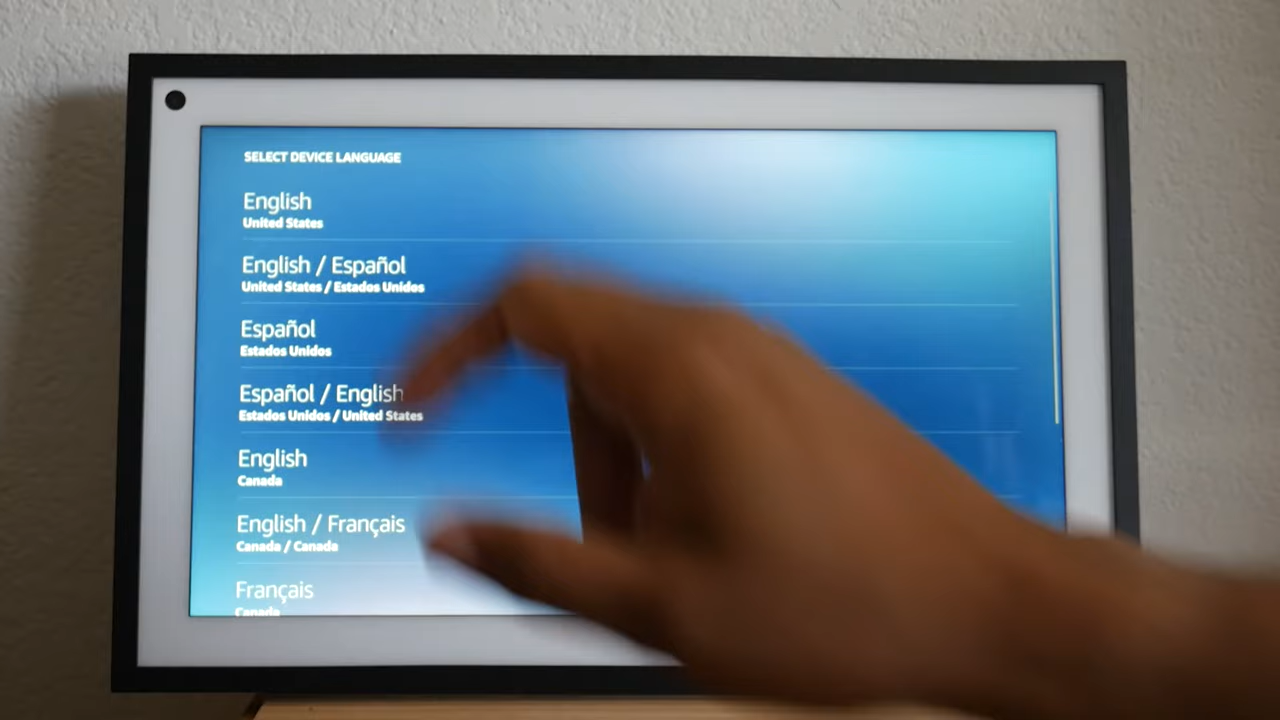 SELECT DEVICE LANGUAGE
English
United States
English / Español
United States / Estados Unidos
Español
Estados Unidos
Español / English
Estados Unidos / United States
English
Canada
English / Français
Canada / Canada
Français
Canada